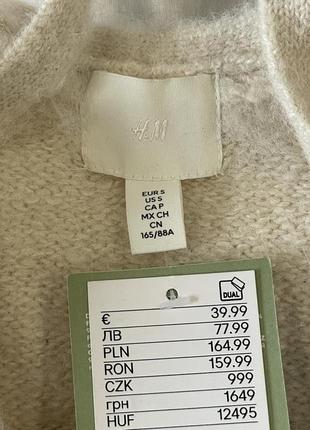 H&M
EUR S
US S
CA P
MX CH
CN
165/88A
DUAL
€ 39.99
ЛВ 77.99
PLN 164.99
RON 159.99
CZK 999
грн 1649
HUF 12495